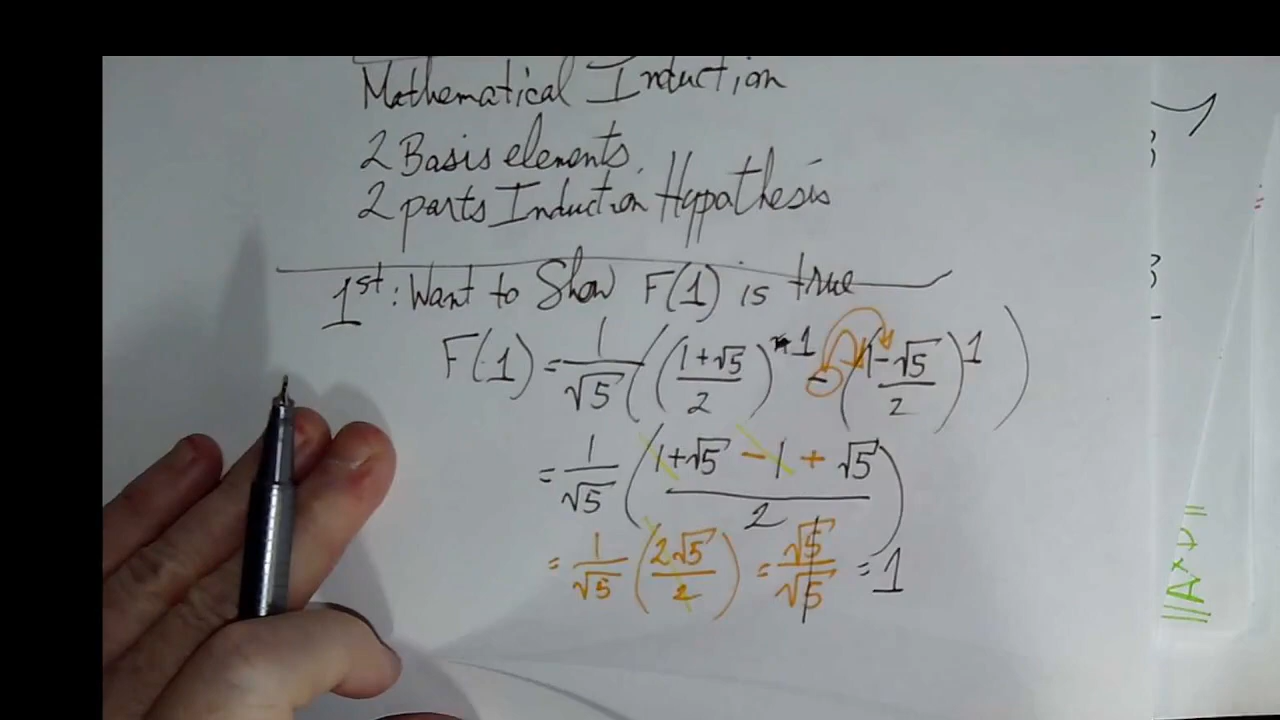 Mathematical Induction
2 Basis elements.
2 parts Induction Hypothesis
1st: Want to Show F(1) is true
F(1) = 1/√5 ( ((1+√5)/2)^1 - ((1-√5)/2)^1 )
= 1/√5 ( (1+√5 - 1 + √5)/2 )
= 1/√5 ( 2√5/2 ) = √5/√5 = 1